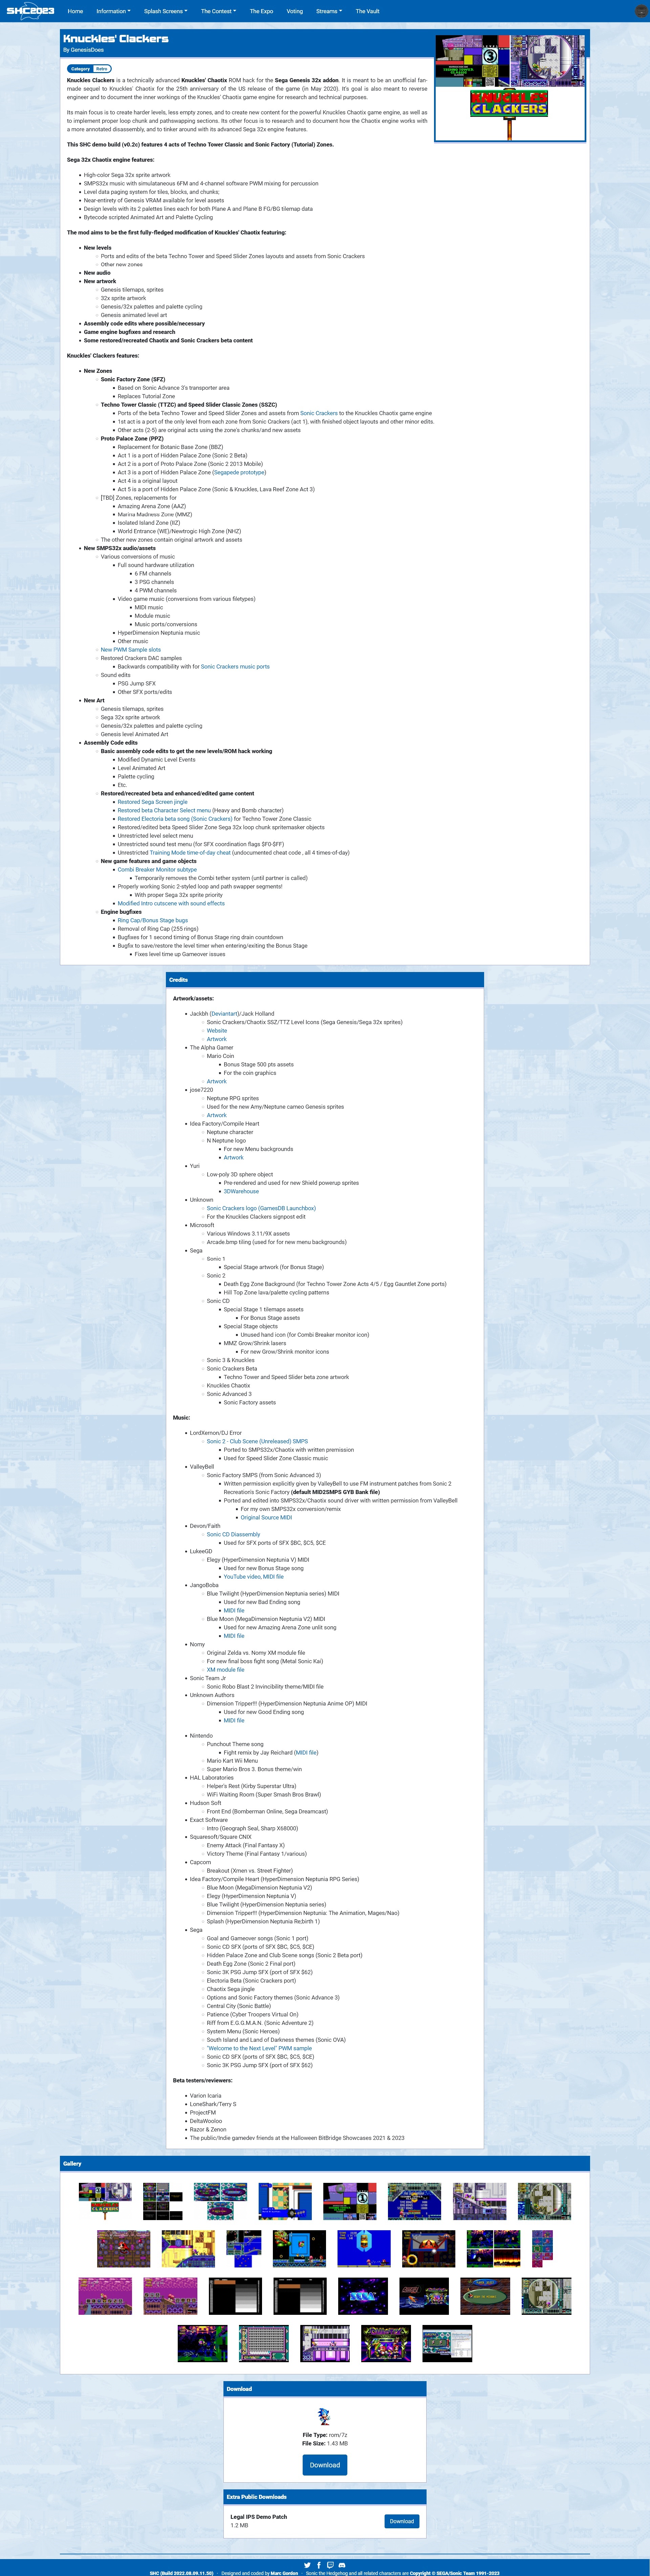 SHC2023
Home
Information
Splash Screens
The Contest
The Expo
Voting
Streams
The Vault
Knuckles' Clackers
By GenesisDoes
Category Retro
Knuckles Clackers is a technically advanced Knuckles' Chaotix ROM hack for the Sega Genesis 32x addon. It is meant to be an unofficial fan-
made sequel to Knuckles' Chaotix for the 25th anniversary of the US release of the game (in May 2020). It's goal is also meant to reverse
engineer and to document the inner workings of the Knuckles' Chaotix game engine for research and technical purposes.
Its main focus is to create harder levels, less empty zones, and to create new content for the powerful Knuckles Chaotix game engine, as well as
to implement proper loop chunk and pathswapping sections. Its other focus is to research and to document how the Chaotix engine works with
a more annotated disassembly, and to tinker around with its advanced Sega 32x engine features.
This SHC demo build (v0.2c) features 4 acts of Techno Tower Classic and Sonic Factory (Tutorial) Zones.
Sega 32x Chaotix engine features:
High-color Sega 32x sprite artwork
SMPS32x music with simultaneous 6FM and 4-channel software PWM mixing for percussion
Level data paging system for tiles, blocks, and chunks;
Near-entirety of Genesis VRAM available for level assets
Design levels with its 2 palettes lines each for both Plane A and Plane B FG/BG tilemap data
Bytecode scripted Animated Art and Palette Cycling
The mod aims to be the first fully-fledged modification of Knuckles' Chaotix featuring:
New levels
Ports and edits of the beta Techno Tower and Speed Slider Zones layouts and assets from Sonic Crackers
Other new zones
New audio
New artwork
Genesis tilemaps, sprites
32x sprite artwork
Genesis/32x palettes and palette cycling
Genesis animated level art
Assembly code edits where possible/necessary
Game engine bugfixes and research
Some restored/recreated Chaotix and Sonic Crackers beta content
Knuckles' Clackers features:
New Zones
Sonic Factory Zone (SFZ)
Based on Sonic Advance 3's transporter area
Replaces Tutorial Zone
Techno Tower Classic (TTZC) and Speed Slider Classic Zones (SSZC)
Ports of the beta Techno Tower and Speed Slider Zones and assets from Sonic Crackers to the Knuckles Chaotix game engine
1st act is a port of the only level from each zone from Sonic Crackers (act 1), with finished object layouts and other minor edits.
Other acts (2-5) are original acts using the zone's chunks/and new assets
Proto Palace Zone (PPZ)
Replacement for Botanic Base Zone (BBZ)
Act 1 is a port of Hidden Palace Zone (Sonic 2 Beta)
Act 2 is a port of Proto Palace Zone (Sonic 2 2013 Mobile)
Act 3 is a port of Hidden Palace Zone (Segapede prototype)
Act 4 is a original layout
Act 5 is a port of Hidden Palace Zone (Sonic & Knuckles, Lava Reef Zone Act 3)
[TBD] Zones, replacements for
Amazing Arena Zone (AAZ)
Marina Madness Zone (MMZ)
Isolated Island Zone (IIZ)
World Entrance (WE)/Newtrogic High Zone (NHZ)
The other new zones contain original artwork and assets
New SMPS32x audio/assets
Various conversions of music
Full sound hardware utilization
6 FM channels
3 PSG channels
4 PWM channels
Video game music (conversions from various filetypes)
MIDI music
Module music
Music ports/conversions
HyperDimension Neptunia music
Other music
New PWM Sample slots
Restored Crackers DAC samples
Backwards compatibility with for Sonic Crackers music ports
Sound edits
PSG Jump SFX
Other SFX ports/edits
New Art
Genesis tilemaps, sprites
Sega 32x sprite artwork
Genesis/32x palettes and palette cycling
Genesis level Animated Art
Assembly Code edits
Basic assembly code edits to get the new levels/ROM hack working
Modified Dynamic Level Events
Level Animated Art
Palette cycling
Etc.
Restored/recreated beta and enhanced/edited game content
Restored Sega Screen jingle
Restored beta Character Select menu (Heavy and Bomb character)
Restored Electoria beta song (Sonic Crackers) for Techno Tower Zone Classic
Restored/edited beta Speed Slider Zone Sega 32x loop chunk spritemasker objects
Unrestricted level select menu
Unrestricted sound test menu (for SFX coordination flags $F0-$FF)
Unrestricted Training Mode time-of-day cheat (undocumented cheat code , all 4 times-of-day)
New game features and game objects
Combi Breaker Monitor subtype
Temporarily removes the Combi tether system (until partner is called)
Properly working Sonic 2-styled loop and path swapper segments!
With proper Sega 32x sprite priority
Modified Intro cutscene with sound effects
Engine bugfixes
Ring Cap/Bonus Stage bugs
Removal of Ring Cap (255 rings)
Bugfixes for 1 second timing of Bonus Stage ring drain countdown
Bugfix to save/restore the level timer when entering/exiting the Bonus Stage
Fixes level time up Gameover issues
KNUCKLES
CLACKERS
Credits
Artwork/assets:
Jackbh (Deviantart)/Jack Holland
Sonic Crackers/Chaotix SSZ/TTZ Level Icons (Sega Genesis/Sega 32x sprites)
Website
Artwork
The Alpha Gamer
Mario Coin
Bonus Stage 500 pts assets
For the coin graphics
Artwork
jose7220
Neptune RPG sprites
Used for the new Amy/Neptune cameo Genesis sprites
Artwork
Idea Factory/Compile Heart
Neptune character
N Neptune logo
For new Menu backgrounds
Artwork
Yuri
Low-poly 3D sphere object
Pre-rendered and used for new Shield powerup sprites
3DWarehouse
Unknown
Sonic Crackers logo (GamesDB Launchbox)
For the Knuckles Clackers signpost edit
Microsoft
Various Windows 3.11/9X assets
Arcade.bmp tiling (used for for new menu backgrounds)
Sega
Sonic 1
Special Stage artwork (for Bonus Stage)
Sonic 2
Death Egg Zone Background (for Techno Tower Zone Acts 4/5 / Egg Gauntlet Zone ports)
Hill Top Zone lava/palette cycling patterns
Sonic CD
Special Stage 1 tilemaps assets
For Bonus Stage assets
Special Stage objects
Unused hand icon (for Combi Breaker monitor icon)
MMZ Grow/Shrink lasers
For new Grow/Shrink monitor icons
Sonic 3 & Knuckles
Sonic Crackers Beta
Techno Tower and Speed Slider beta zone artwork
Knuckles Chaotix
Sonic Advanced 3
Sonic Factory assets
Music:
LordXernon/DJ Error
Sonic 2 - Club Scene (Unreleased) SMPS
Ported to SMPS32x/Chaotix with written permission
Used for Speed Slider Zone Classic music
ValleyBell
Sonic Factory SMPS (from Sonic Advanced 3)
Written permission explicitly given by ValleyBell to use FM instrument patches from Sonic 2
Recreation's Sonic Factory (default MID2SMPS GYB Bank file)
Ported and edited into SMPS32x/Chaotix sound driver with written permission from ValleyBell
For my own SMPS32x conversion/remix
Original Source MIDI
Devon/Faith
Sonic CD Diassembly
Used for SFX ports of SFX $BC, $C5, $CE
LukeeGD
Elegy (HyperDimension Neptunia V) MIDI
Used for new Bonus Stage song
YouTube video, MIDI file
JangoBoba
Blue Twilight (HyperDimension Neptunia series) MIDI
Used for new Bad Ending song
MIDI file
Blue Moon (MegaDimension Neptunia V2) MIDI
Used for new Amazing Arena Zone unlit song
MIDI file
Nomy
Original Zelda vs. Nomy XM module file
For new final boss fight song (Metal Sonic Kai)
XM module file
Sonic Team Jr
Sonic Robo Blast 2 Invincibility theme/MIDI file
Unknown Authors
Dimension Tripper!!! (HyperDimension Neptunia Anime OP) MIDI
Used for new Good Ending song
MIDI file
Nintendo
Punchout Theme song
Fight remix by Jay Reichard (MIDI file)
Mario Kart Wii Menu
Super Mario Bros 3. Bonus theme/win
HAL Laboratories
Helper's Rest (Kirby Superstar Ultra)
WiFi Waiting Room (Super Smash Bros Brawl)
Hudson Soft
Front End (Bomberman Online, Sega Dreamcast)
Exact Software
Intro (Geograph Seal, Sharp X68000)
Squaresoft/Square CNIX
Enemy Attack (Final Fantasy X)
Victory Theme (Final Fantasy 1/various)
Capcom
Breakout (Xmen vs. Street Fighter)
Idea Factory/Compile Heart (HyperDimension Neptunia RPG Series)
Blue Moon (MegaDimension Neptunia V2)
Elegy (HyperDimension Neptunia V)
Blue Twilight (HyperDimension Neptunia series)
Dimension Tripper!!! (HyperDimension Neptunia: The Animation, Mages/Nao)
Splash (HyperDimension Neptunia Re;birth 1)
Sega
Goal and Gameover songs (Sonic 1 port)
Sonic CD SFX (ports of SFX $BC, $C5, $CE)
Hidden Palace Zone and Club Scene songs (Sonic 2 Beta port)
Death Egg Zone (Sonic 2 Final port)
Sonic 3K PSG Jump SFX (port of SFX $62)
Electoria Beta (Sonic Crackers port)
Chaotix Sega jingle
Options and Sonic Factory themes (Sonic Advance 3)
Central City (Sonic Battle)
Patience (Cyber Troopers Virtual On)
Riff from E.G.G.M.A.N. (Sonic Adventure 2)
System Menu (Sonic Heroes)
South Island and Land of Darkness themes (Sonic OVA)
"Welcome to the Next Level" PWM sample
Sonic CD SFX (ports of SFX $BC, $C5, $CE)
Sonic 3K PSG Jump SFX (port of SFX $62)
Beta testers/reviewers:
Varion Icaria
LoneShark/Terry S
ProjectFM
DeltaWooloo
Razor & Zenon
The public/Indie gamedev friends at the Halloween BitBridge Showcases 2021 & 2023
Gallery
Download
File Type: rom/7z
File Size: 1.43 MB
Download
Extra Public Downloads
Legal IPS Demo Patch
1.2 MB
Download
SHC (Build 2022.08.09.11.30) - Designed and coded by Marc Gordon - Sonic the Hedgehog and all related characters are Copyright © SEGA/Sonic Team 1991-2023